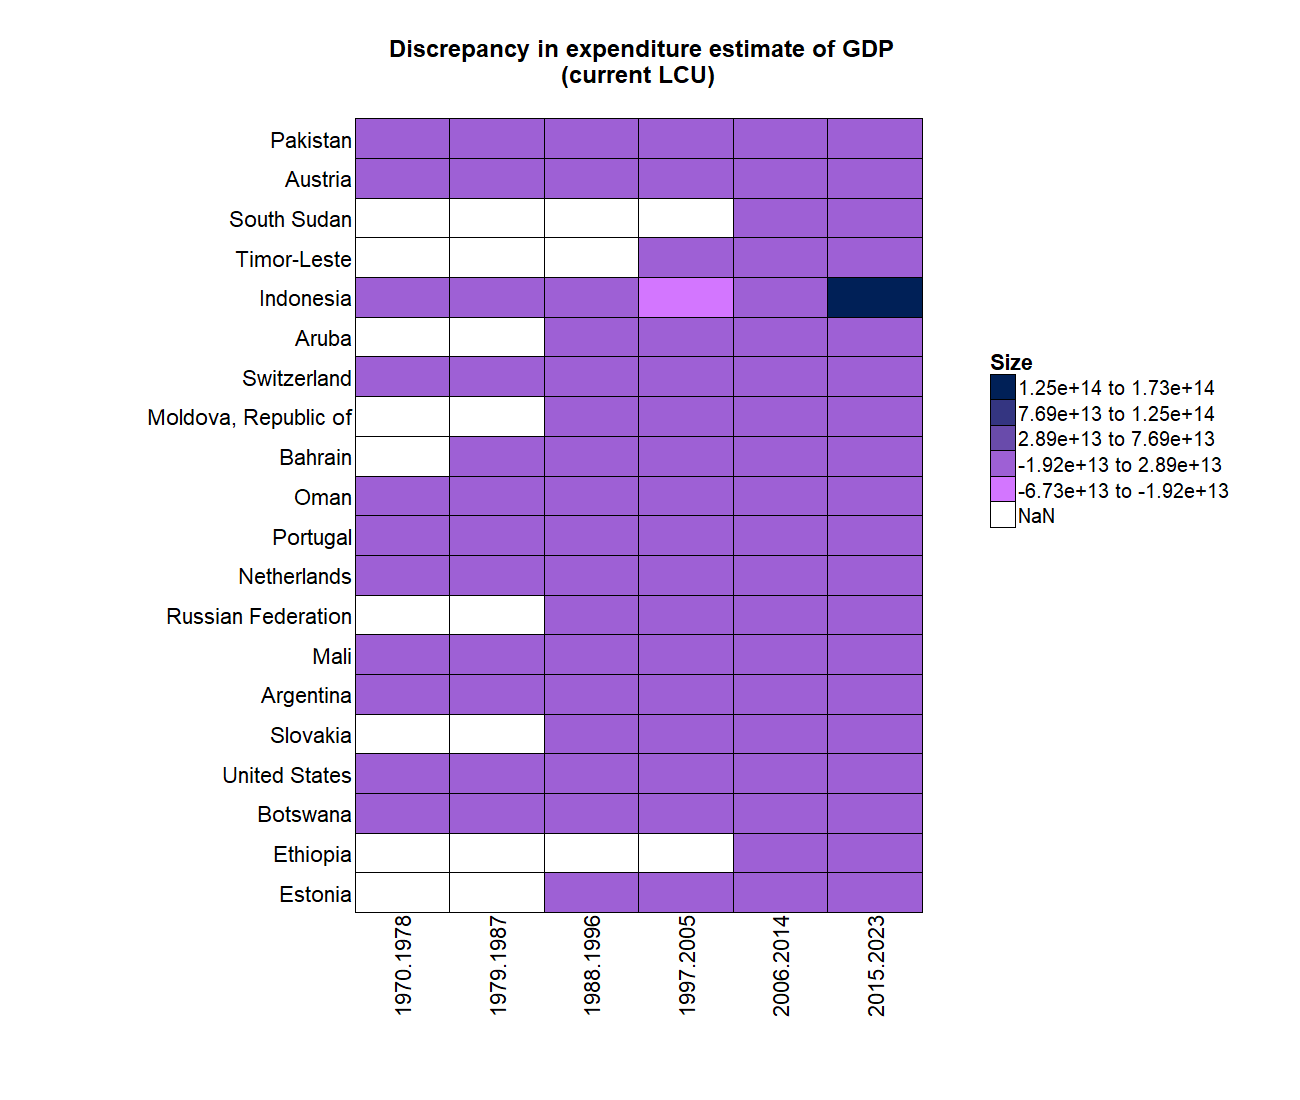 Discrepancy in expenditure estimate of GDP
(current LCU)
Pakistan
Austria
South Sudan
Timor-Leste
Indonesia
Aruba
Switzerland
Moldova, Republic of
Bahrain
Oman
Portugal
Netherlands
Russian Federation
Mali
Argentina
Slovakia
United States
Botswana
Ethiopia
Estonia
1970.1978
1979.1987
1988.1996
1997.2005
2006.2014
2015.2023
Size
1.25e+14 to 1.73e+14
7.69e+13 to 1.25e+14
2.89e+13 to 7.69e+13
-1.92e+13 to 2.89e+13
-6.73e+13 to -1.92e+13
NaN